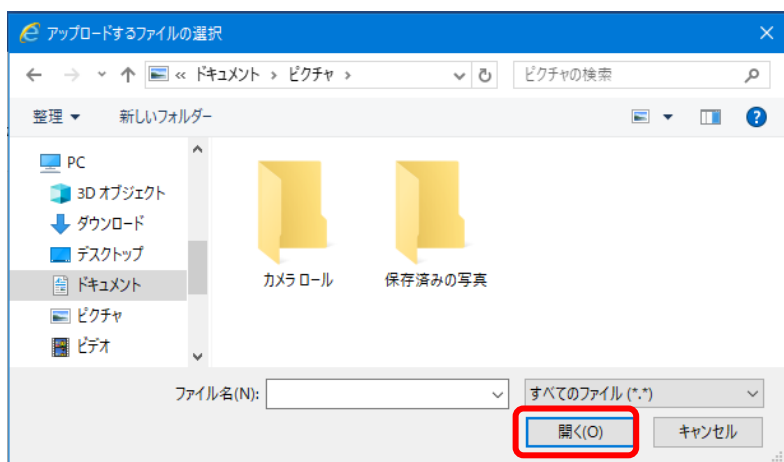 アップロードするファイルの選択
« ドキュメント › ピクチャ ›
ピクチャの検索
整理
新しいフォルダー
PC
3D オブジェクト
ダウンロード
デスクトップ
ドキュメント
ピクチャ
ビデオ
カメラ ロール
保存済みの写真
ファイル名(N):
すべてのファイル (*.*)
開く(O)
キャンセル